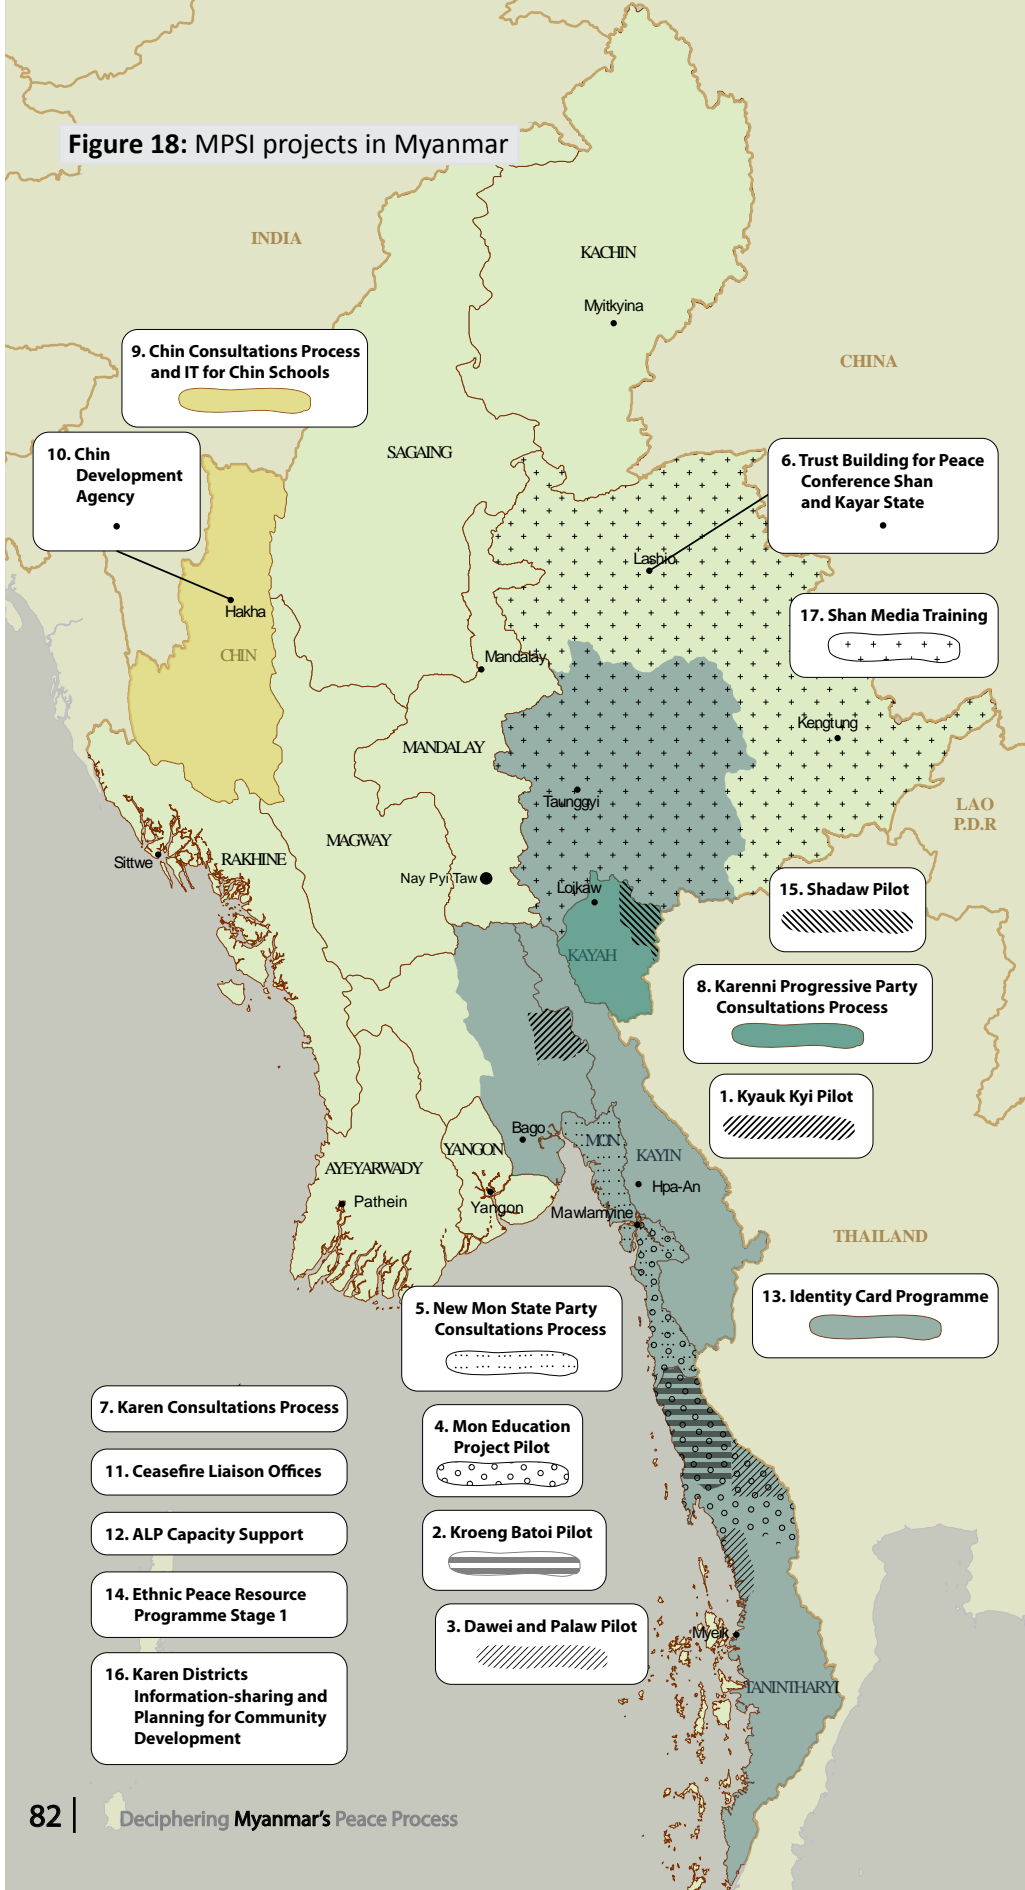 Figure 18: MPSI projects in Myanmar
INDIA
KACHIN
Myitkyina
CHINA
9. Chin Consultations Process
and IT for Chin Schools
10. Chin
Development
Agency
SAGAING
6. Trust Building for Peace
Conference Shan
and Kayar State
Lashio
Hakha
17. Shan Media Training
CHIN
Mandalay
Kengtung
MANDALAY
Taunggyi
LAO
P.D.R
MAGWAY
RAKHINE
Sittwe
Nay Pyi Taw
Loikaw
15. Shadaw Pilot
KAYAH
8. Karenni Progressive Party
Consultations Process
1. Kyauk Kyi Pilot
Bago
MON
YANGON
KAYIN
AYEYARWADY
Hpa-An
Pathein
Yangon
Mawlamyine
THAILAND
13. Identity Card Programme
5. New Mon State Party
Consultations Process
7. Karen Consultations Process
4. Mon Education
Project Pilot
11. Ceasefire Liaison Offices
12. ALP Capacity Support
2. Kroeng Batoi Pilot
14. Ethnic Peace Resource
Programme Stage 1
3. Dawei and Palaw Pilot
Myeik
16. Karen Districts
Information-sharing and
Planning for Community
Development
TANINTHARYI
82 | Deciphering Myanmar's Peace Process